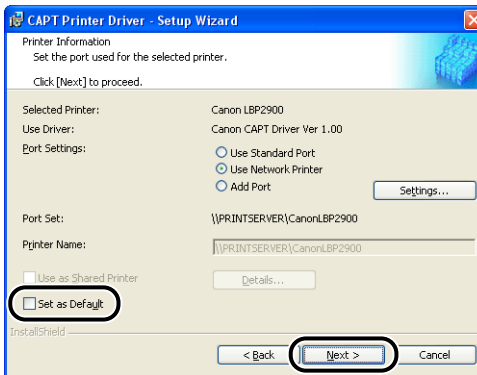 CAPT Printer Driver - Setup Wizard
Printer Information
Set the port used for the selected printer.
Click [Next] to proceed.
Selected Printer: Canon LBP2900
Use Driver: Canon CAPT Driver Ver 1.00
Port Settings: Use Standard Port
Use Network Printer
Add Port
Settings...
Port Set: \\PRINTSERVER\CanonLBP2900
Printer Name: \\PRINTSERVER\CanonLBP2900
Use as Shared Printer Details...
Set as Default
InstallShield
< Back Next > Cancel